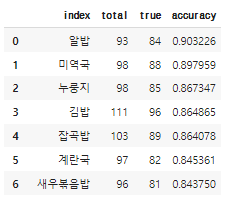 index total true accuracy
0 알밥 93 84 0.903226
1 미역국 98 88 0.897959
2 누룽지 98 85 0.867347
3 김밥 111 96 0.864865
4 잡곡밥 103 89 0.864078
5 계란국 97 82 0.845361
6 새우볶음밥 96 81 0.843750